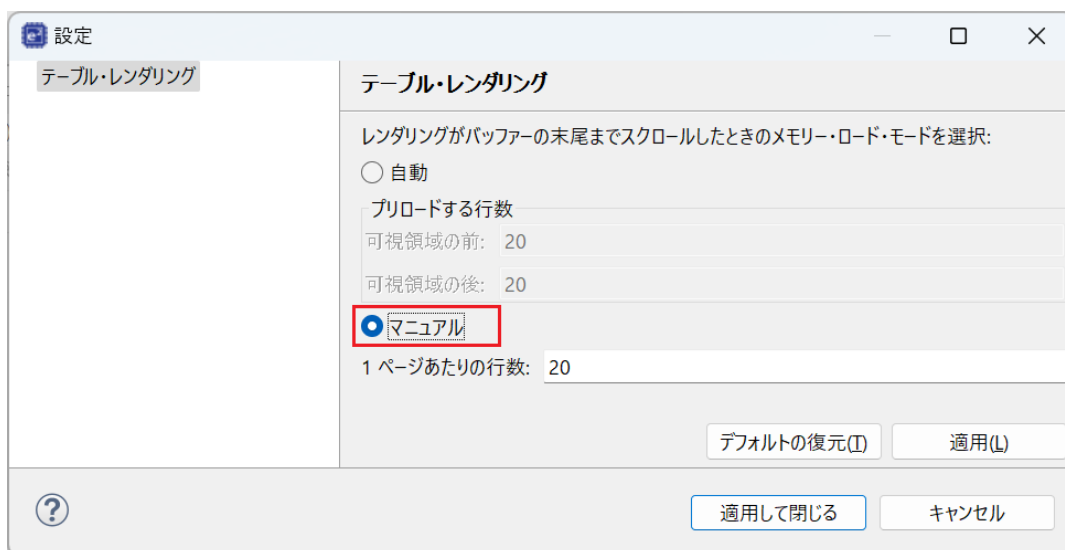 設定
テーブル・レンダリング
テーブル・レンダリング
レンダリングがバッファーの末尾までスクロールしたときのメモリー・ロード・モードを選択:
自動
プリロードする行数
可視領域の前: 20
可視領域の後: 20
マニュアル
1 ページあたりの行数: 20
デフォルトの復元(T) 適用(L)
適用して閉じる キャンセル